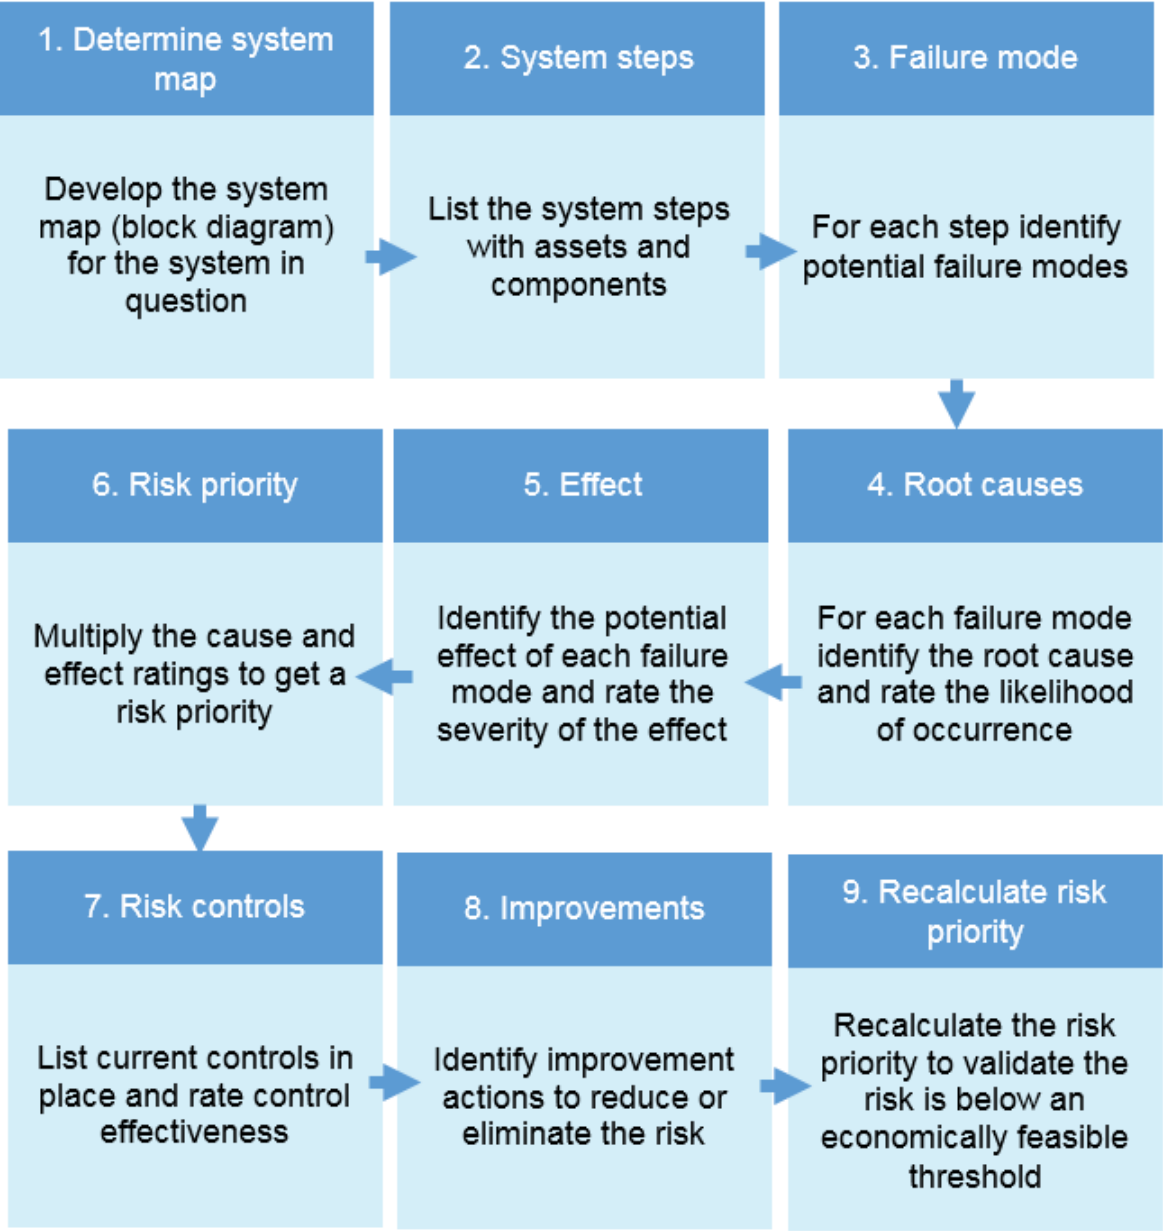 1. Determine system
map
Develop the system
map (block diagram)
for the system in
question
2. System steps
List the system steps
with assets and
components
3. Failure mode
For each step identify
potential failure modes
4. Root causes
For each failure mode
identify the root cause
and rate the likelihood
of occurrence
5. Effect
Identify the potential
effect of each failure
mode and rate the
severity of the effect
6. Risk priority
Multiply the cause and
effect ratings to get a
risk priority
7. Risk controls
List current controls in
place and rate control
effectiveness
8. Improvements
Identify improvement
actions to reduce or
eliminate the risk
9. Recalculate risk
priority
Recalculate the risk
priority to validate the
risk is below an
economically feasible
threshold